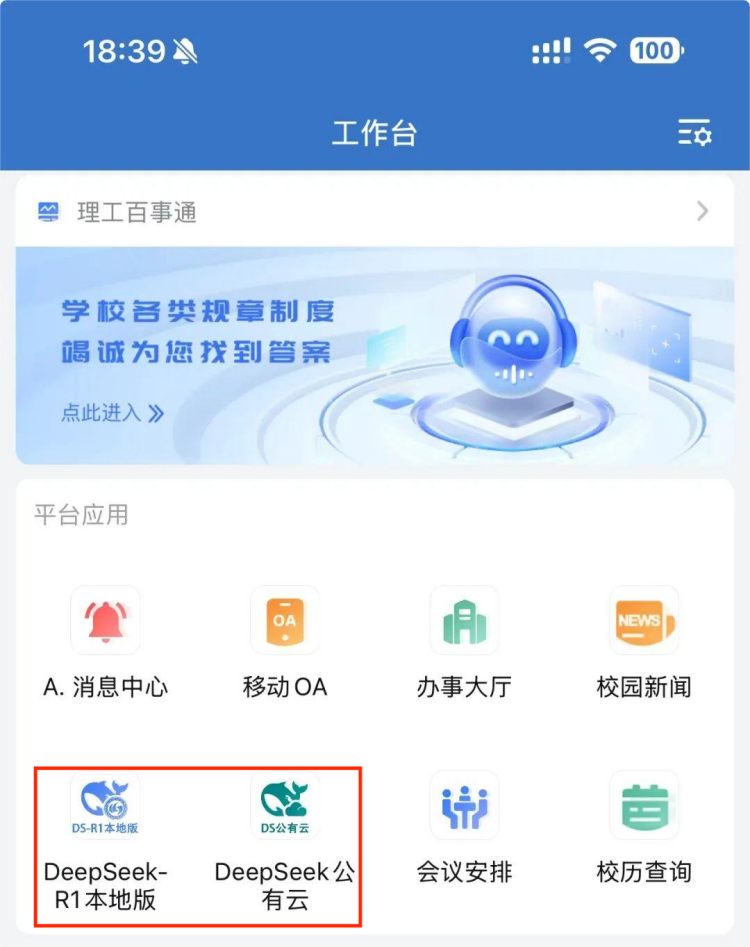 18:39
100
工作台
理工百事通
学校各类规章制度
竭诚为您找到答案
点此进入
平台应用
OA
NEWS
A. 消息中心
移动OA
办事大厅
校园新闻
DS-R1本地版
DS公有云
DeepSeek-
R1本地版
DeepSeek公
有云
会议安排
校历查询